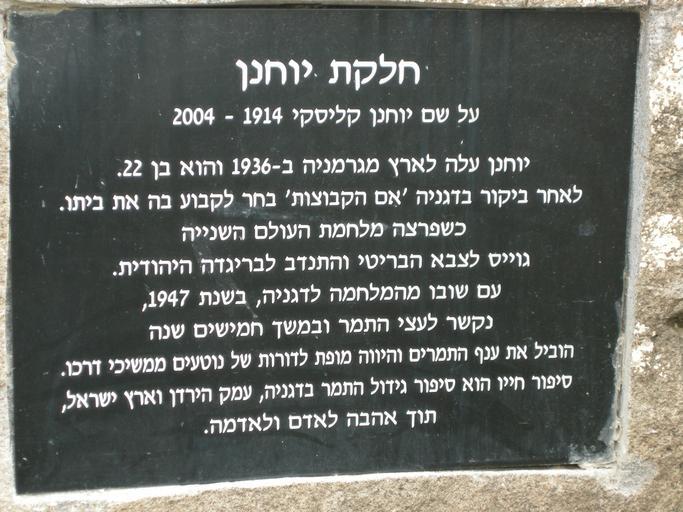 חלקת יוחנן
על שם יוחנן קליסקי 1914 - 2004
יוחנן עלה לארץ מגרמניה ב-1936 והוא בן 22.
לאחר ביקור בדגניה 'אם הקבוצות' בחר לקבוע בה את ביתו.
כשפרצה מלחמת העולם השנייה
גוייס לצבא הבריטי והתנדב לבריגדה היהודית.
עם שובו מהמלחמה לדגניה, בשנת 1947,
נקשר לעצי התמר ובמשך חמישים שנה
הוביל את ענף התמרים והיווה מופת לדורות של נוטעים ממשיכי דרכו.
סיפור חייו הוא סיפור גידול התמר בדגניה, עמק הירדן וארץ ישראל,
תוך אהבה לאדם ולאדמה.